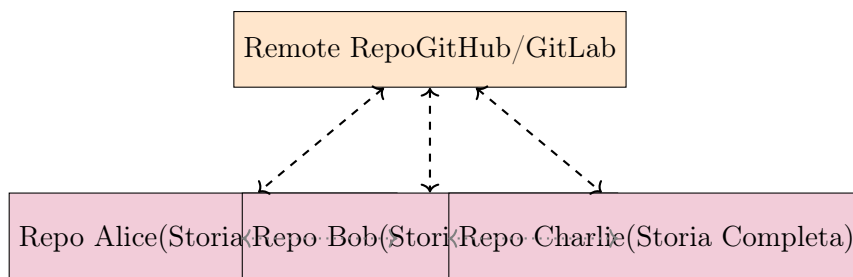 Remote RepoGitHub/GitLab
Repo Alice(Storia Repo Bob(Stori Repo Charlie(Storia Completa)